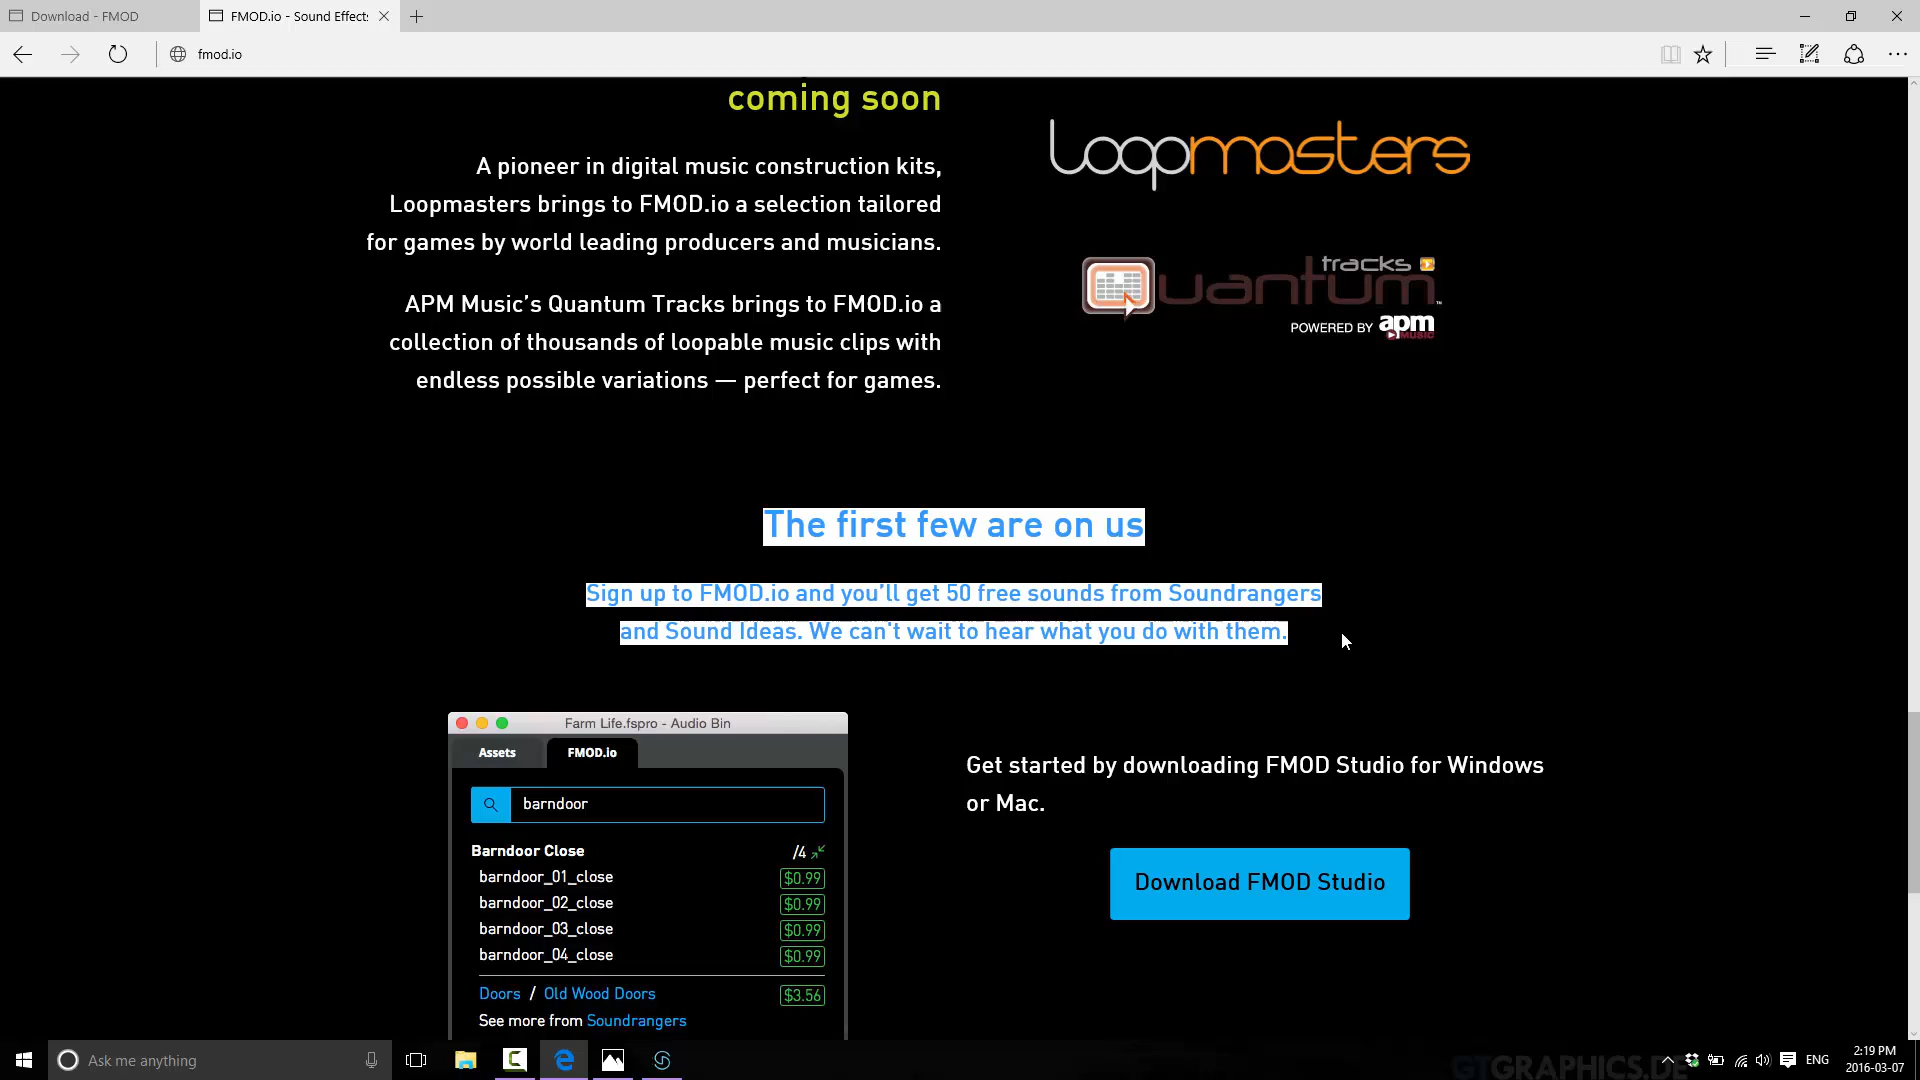 Download - FMOD
FMOD.io - Sound Effect:
fmod.io
coming soon
A pioneer in digital music construction kits,
Loopmasters brings to FMOD.io a selection tailored
for games by world leading producers and musicians.
loopmasters
APM Music’s Quantum Tracks brings to FMOD.io a
collection of thousands of loopable music clips with
endless possible variations — perfect for games.
tracks
Quantum™
POWERED BY apm
MUSIC
The first few are on us
Sign up to FMOD.io and you’ll get 50 free sounds from Soundrangers
and Sound Ideas. We can't wait to hear what you do with them.
Farm Life.fspro - Audio Bin
Assets FMOD.io
barndoor
Barndoor Close /4
barndoor_01_close $0.99
barndoor_02_close $0.99
barndoor_03_close $0.99
barndoor_04_close $0.99
Doors / Old Wood Doors $3.56
See more from Soundrangers
Get started by downloading FMOD Studio for Windows
or Mac.
Download FMOD Studio
Ask me anything
GTGRAPHICS.DE
ENG
2:19 PM
2016-03-07